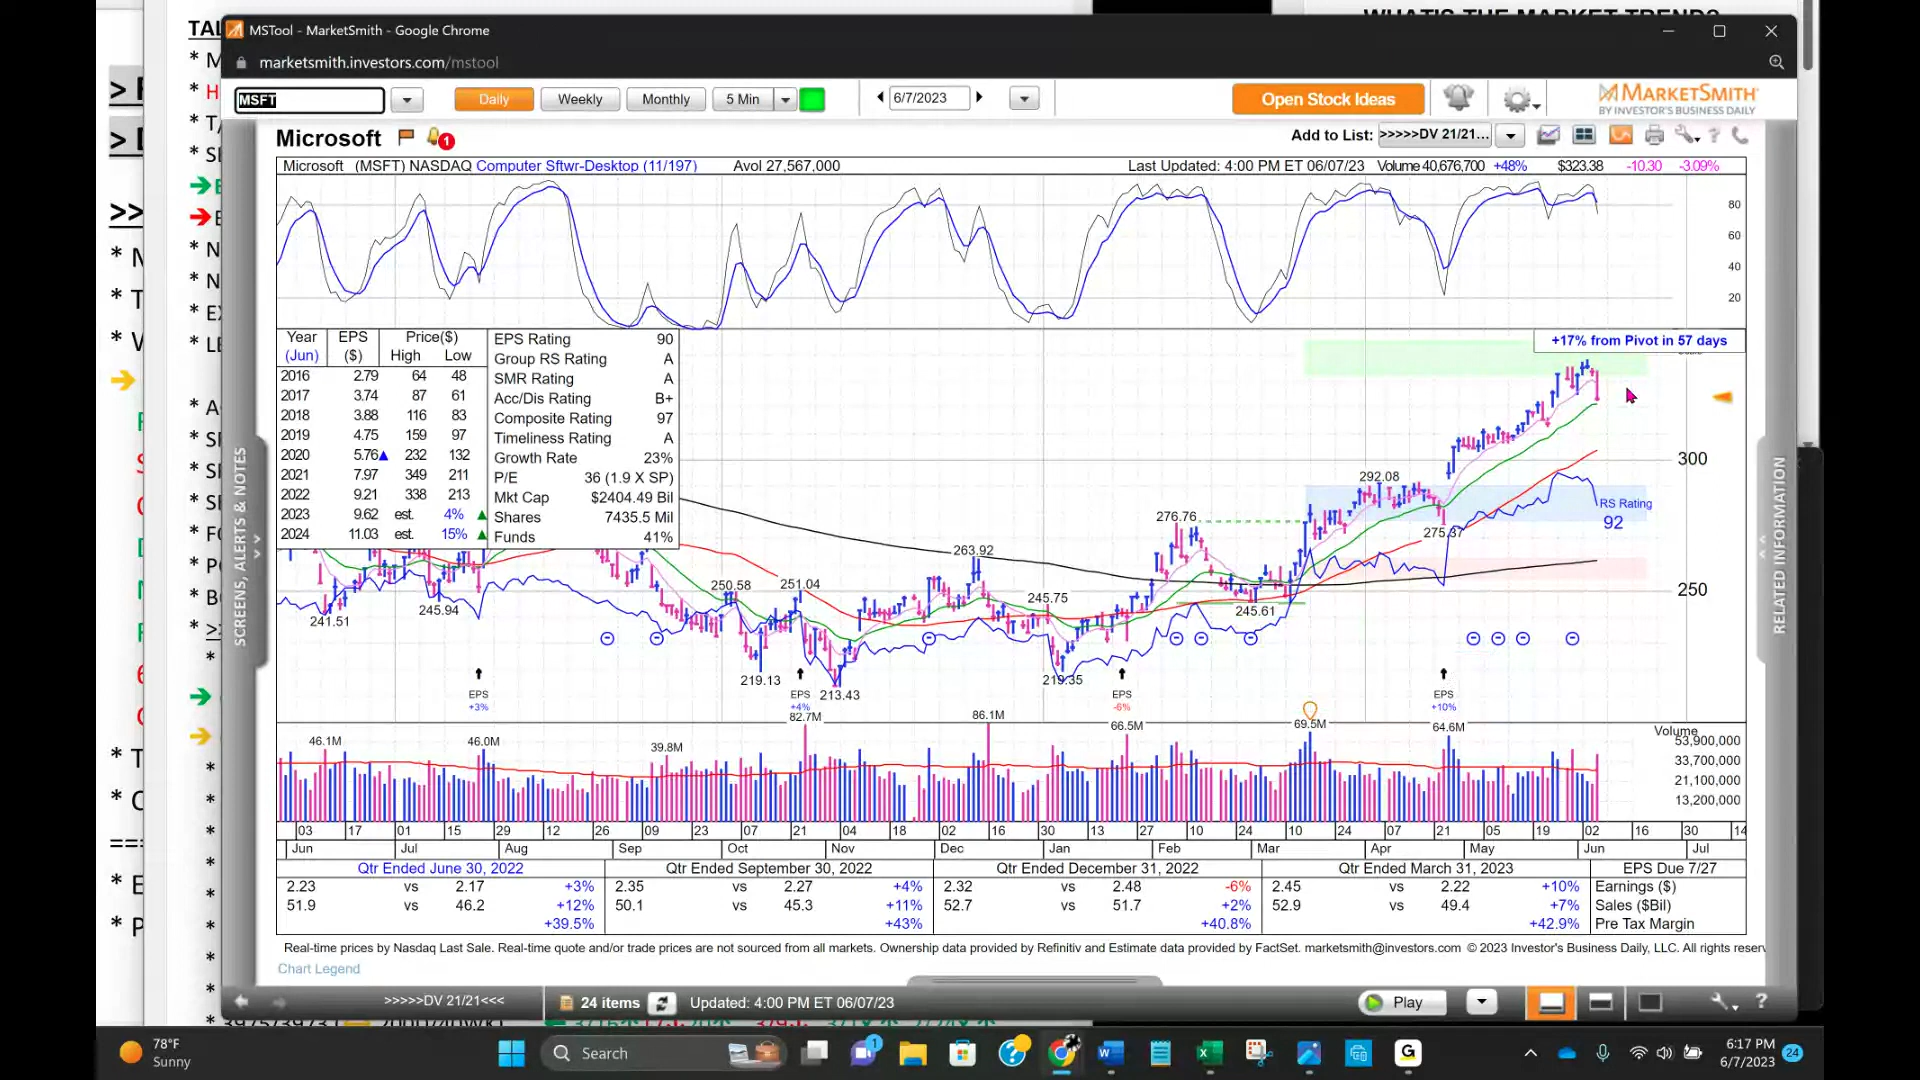 WHAT'S THE MARKET TREND?
MSTool - MarketSmith - Google Chrome
marketsmith.investors.com/mstool
MSFT
Daily
Weekly
Monthly
5 Min
6/7/2023
Open Stock Ideas
MARKETSMITH
BY INVESTOR'S BUSINESS DAILY
Microsoft
1
Add to List: >>>>>DV 21/21...
Microsoft (MSFT) NASDAQ Computer Sftwr-Desktop (11/197) Avol 27,567,000 Last Updated: 4:00 PM ET 06/07/23 Volume 40,676,700 +48% $323.38 -10.30 -3.09%
80
60
40
20
+17% from Pivot in 57 days
Year EPS Price($)
(Jun) ($) High Low
2016 2.79 64 48
2017 3.74 87 61
2018 3.88 116 83
2019 4.75 159 97
2020 5.76 232 132
2021 7.97 349 211
2022 9.21 338 213
2023 9.62 est. 4%
2024 11.03 est. 15%
EPS Rating 90
Group RS Rating A
SMR Rating A
Acc/Dis Rating B+
Composite Rating 97
Timeliness Rating A
Growth Rate 23%
P/E 36 (1.9 X SP)
Mkt Cap $2404.49 Bil
Shares 7435.5 Mil
Funds 41%
300
250
292.08
276.76
275.37
RS Rating
92
263.92
250.58
251.04
245.75
245.61
245.94
241.51
219.13
213.43
219.35
EPS
+3%
EPS
+4%
EPS
-6%
EPS
+10%
82.7M
86.1M
66.5M
69.5M
64.6M
46.1M
46.0M
39.8M
Volume
53,900,000
33,700,000
21,100,000
13,200,000
03 17 01 15 29 12 26 09 23 07 21 04 18 02 16 30 13 27 10 24 10 24 07 21 05 19 02 16 30 14
Jun Jul Aug Sep Oct Nov Dec Jan Feb Mar Apr May Jun Jul
Qtr Ended June 30, 2022 Qtr Ended September 30, 2022 Qtr Ended December 31, 2022 Qtr Ended March 31, 2023 EPS Due 7/27
2.23 vs 2.17 +3% 2.35 vs 2.27 +4% 2.32 vs 2.48 -6% 2.45 vs 2.22 +10% Earnings ($)
51.9 vs 46.2 +12% 50.1 vs 45.3 +11% 52.7 vs 51.7 +2% 52.9 vs 49.4 +7% Sales ($Bil)
+39.5% +43% +40.8% +42.9% Pre Tax Margin
Real-time prices by Nasdaq Last Sale. Real-time quote and/or trade prices are not sourced from all markets. Ownership data provided by Refinitiv and Estimate data provided by FactSet. marketsmith@investors.com © 2023 Investor's Business Daily, LLC. All rights reserv
Chart Legend
SCREENS, ALERTS & NOTES
RELATED INFORMATION
>>>>>DV 21/21<<<
24 items
Updated: 4:00 PM ET 06/07/23
Play
78°F
Sunny
Search
1
6:17 PM
6/7/2023
24